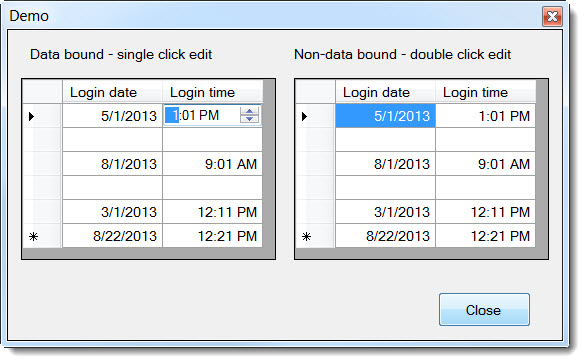 Demo
Data bound - single click edit Non-data bound - double click edit
Login date Login time Login date Login time
5/1/2013 1:01 PM 5/1/2013 1:01 PM
8/1/2013 9:01 AM 8/1/2013 9:01 AM
3/1/2013 12:11 PM 3/1/2013 12:11 PM
8/22/2013 12:21 PM 8/22/2013 12:21 PM
Close